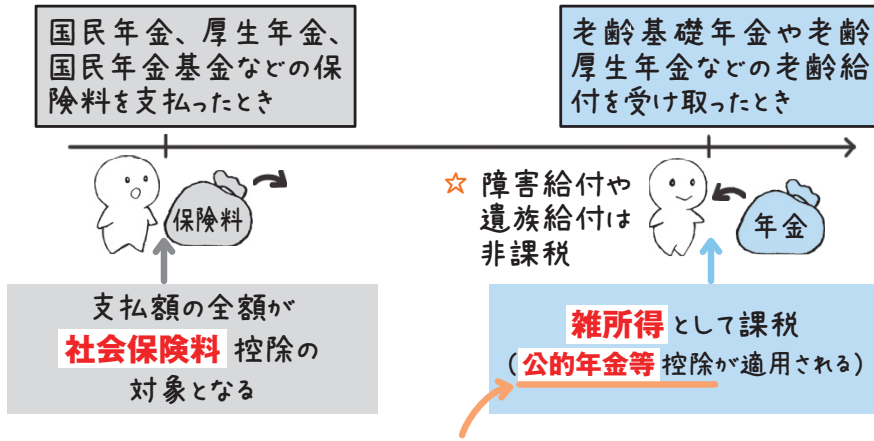 国民年金、厚生年金、
国民年金基金などの保
険料を支払ったとき
老齢基礎年金や老齢
厚生年金などの老齢給
付を受け取ったとき
保険料
☆ 障害給付や
遺族給付は
非課税
年金
支払額の全額が
社会保険料 控除の
対象となる
雑所得 として課税
(公的年金等 控除が適用される)